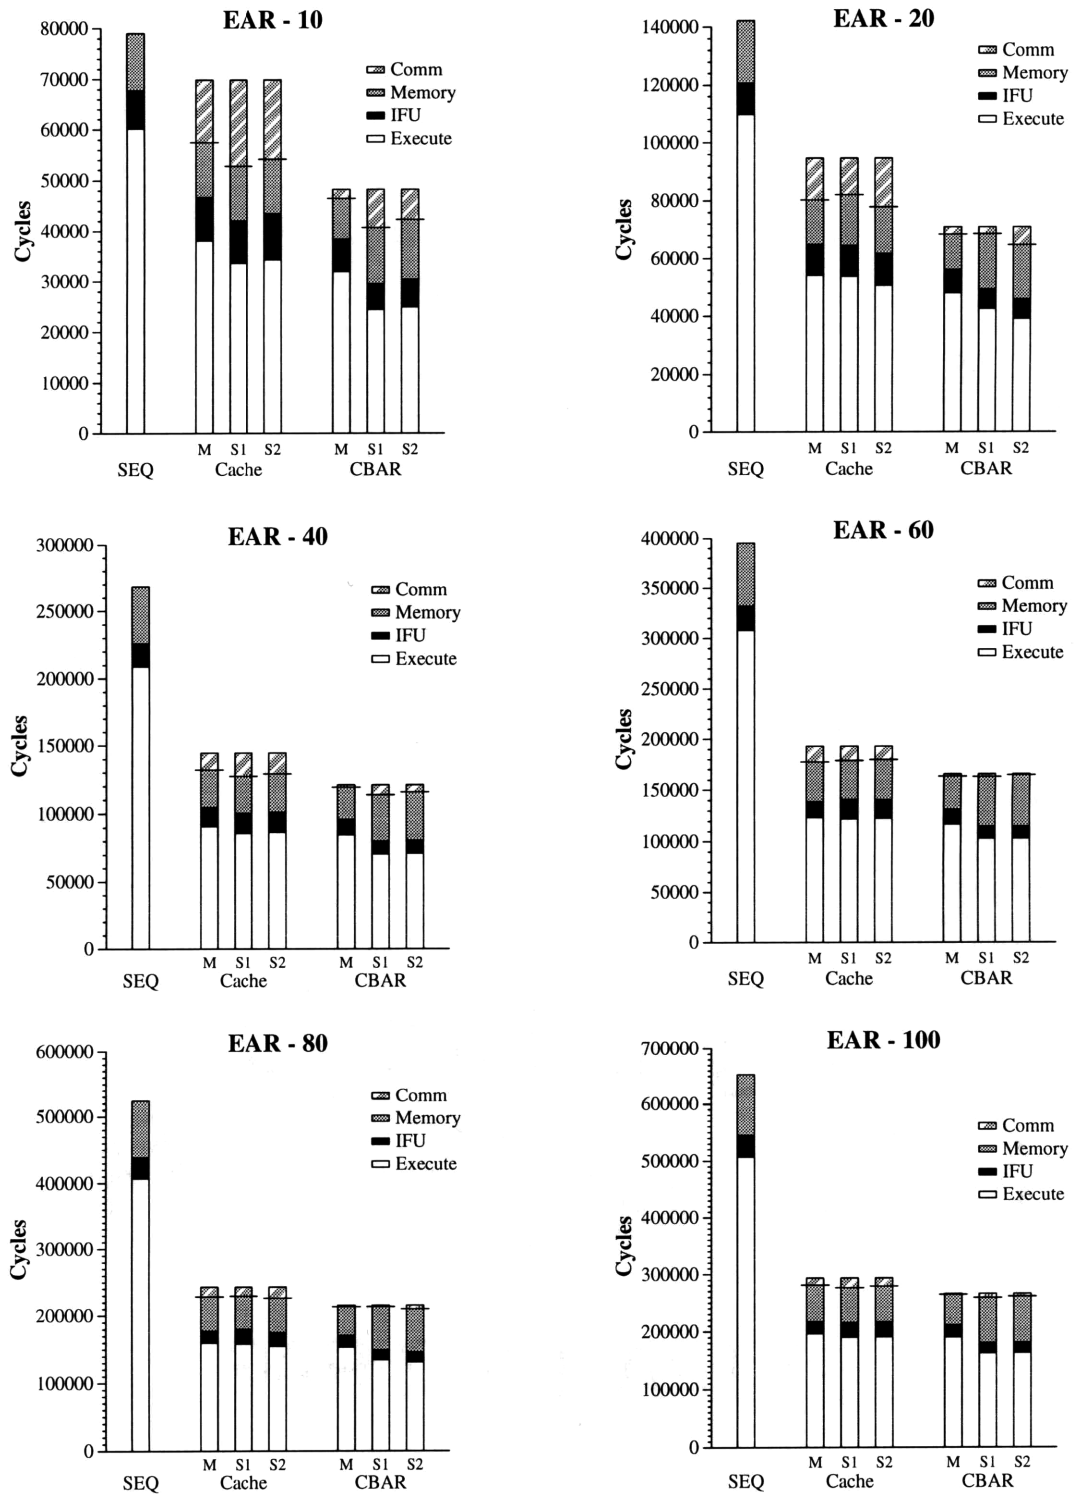 EAR - 10
80000
70000
60000
50000
40000
30000
20000
10000
0
Cycles
Comm
Memory
IFU
Execute
M S1 S2 M S1 S2
SEQ Cache CBAR
EAR - 20
140000
120000
100000
80000
60000
40000
20000
0
Cycles
Comm
Memory
IFU
Execute
M S1 S2 M S1 S2
SEQ Cache CBAR
EAR - 40
300000
250000
200000
150000
100000
50000
0
Cycles
Comm
Memory
IFU
Execute
M S1 S2 M S1 S2
SEQ Cache CBAR
EAR - 60
400000
350000
300000
250000
200000
150000
100000
50000
0
Cycles
Comm
Memory
IFU
Execute
M S1 S2 M S1 S2
SEQ Cache CBAR
EAR - 80
600000
500000
400000
300000
200000
100000
0
Cycles
Comm
Memory
IFU
Execute
M S1 S2 M S1 S2
SEQ Cache CBAR
EAR - 100
700000
600000
500000
400000
300000
200000
100000
0
Cycles
Comm
Memory
IFU
Execute
M S1 S2 M S1 S2
SEQ Cache CBAR